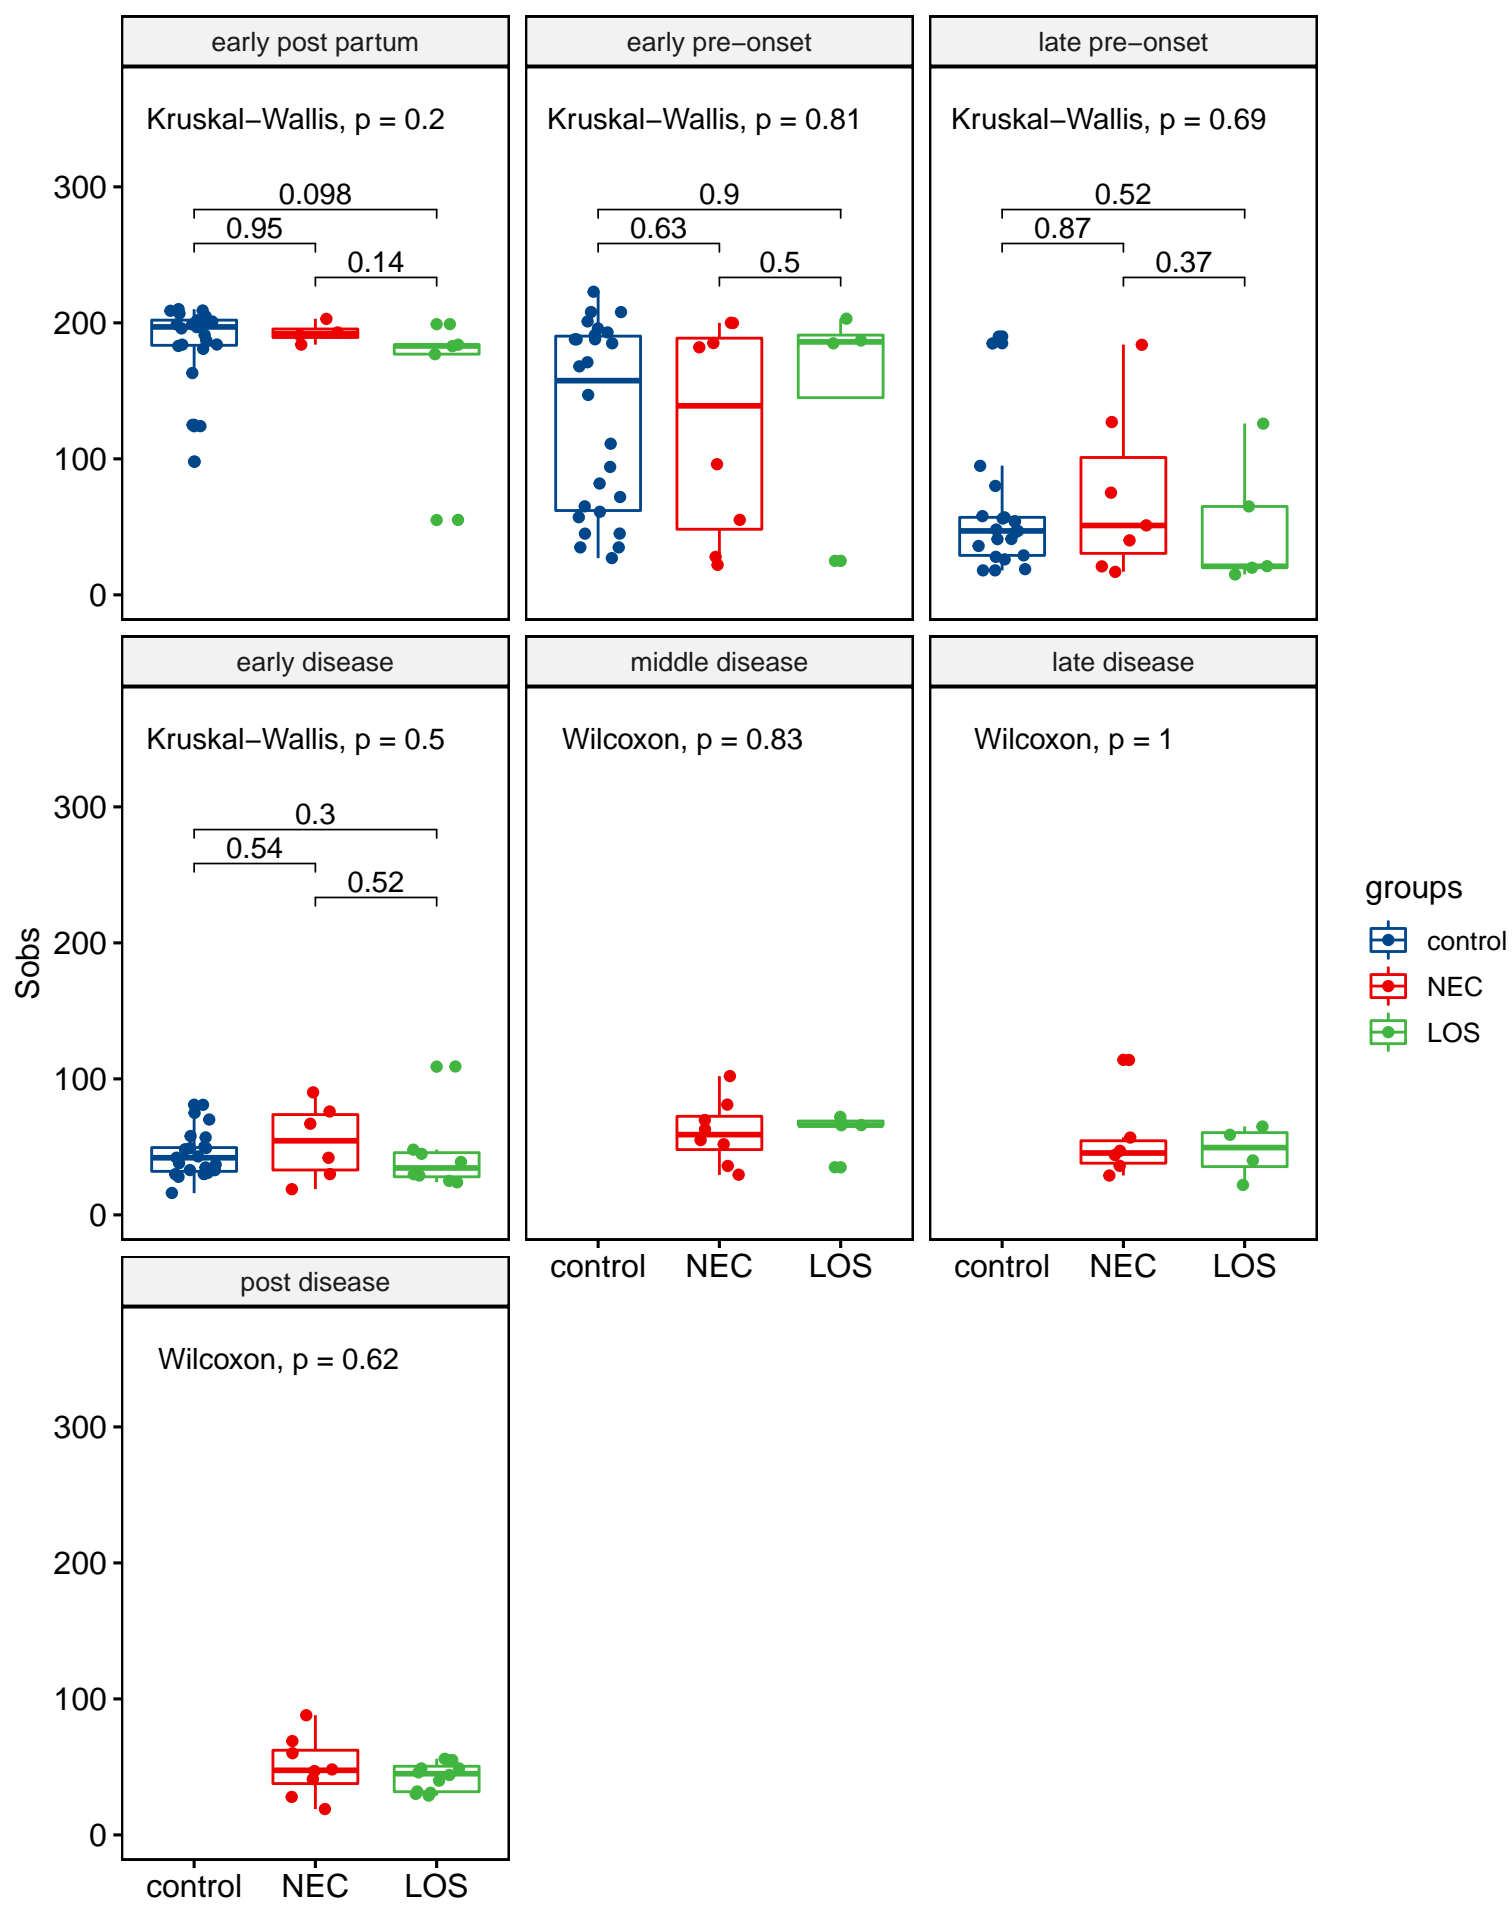 early post partum
early pre−onset
late pre−onset
Kruskal−Wallis, p = 0.2
Kruskal−Wallis, p = 0.81
Kruskal−Wallis, p = 0.69
300
200
100
0
0.098
0.95
0.14
0.9
0.63
0.5
0.52
0.87
0.37
early disease
middle disease
late disease
Kruskal−Wallis, p = 0.5
Wilcoxon, p = 0.83
Wilcoxon, p = 1
300
200
100
0
0.3
0.54
0.52
Sobs
control
NEC
LOS
control
NEC
LOS
post disease
Wilcoxon, p = 0.62
300
200
100
0
control
NEC
LOS
groups
control
NEC
LOS